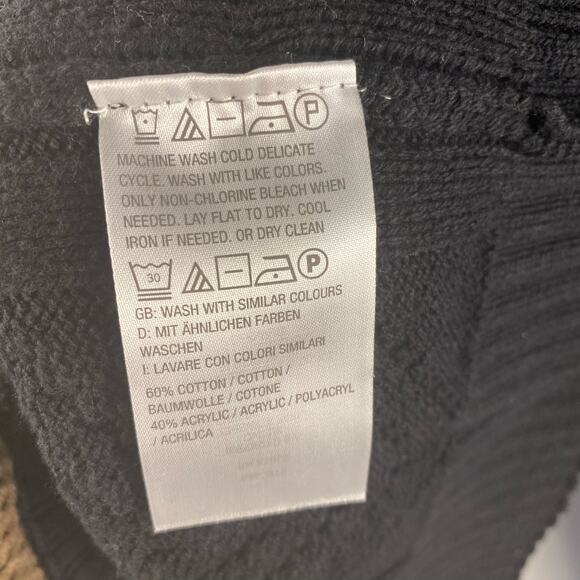 P
MACHINE WASH COLD DELICATE
CYCLE. WASH WITH LIKE COLORS.
ONLY NON-CHLORINE BLEACH WHEN
NEEDED. LAY FLAT TO DRY. COOL
IRON IF NEEDED. OR DRY CLEAN
30 P
GB: WASH WITH SIMILAR COLOURS
D: MIT ÄHNLICHEN FARBEN
WASCHEN
I: LAVARE CON COLORI SIMILARI
60% COTTON / COTTON /
BAUMWOLLE / COTONE
40% ACRYLIC / ACRYLIC / POLYACRYL
/ ACRILICA